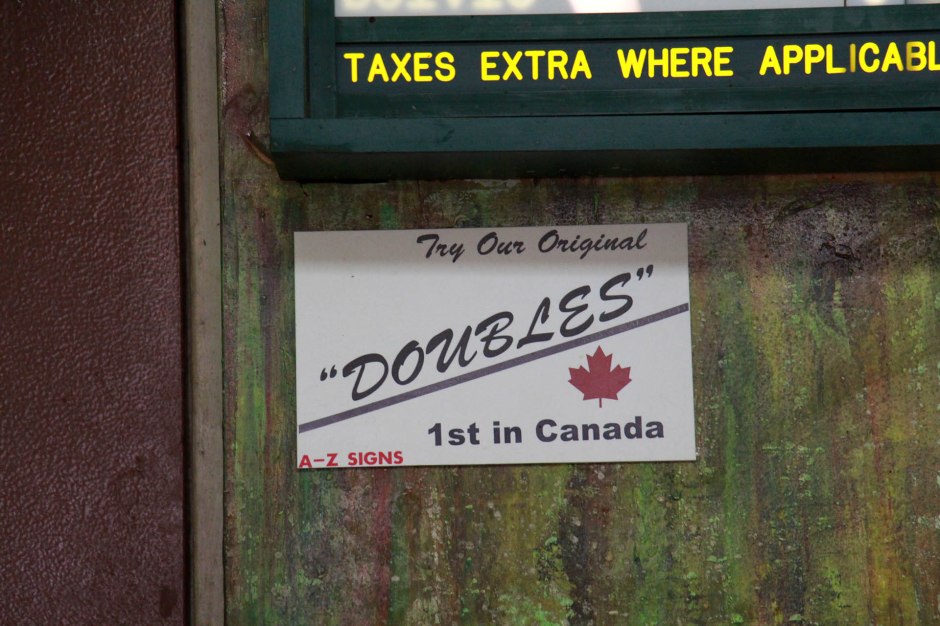 TAXES EXTRA WHERE APPLICABL
Try Our Original
"DOUBLES"
1st in Canada
A-Z SIGNS